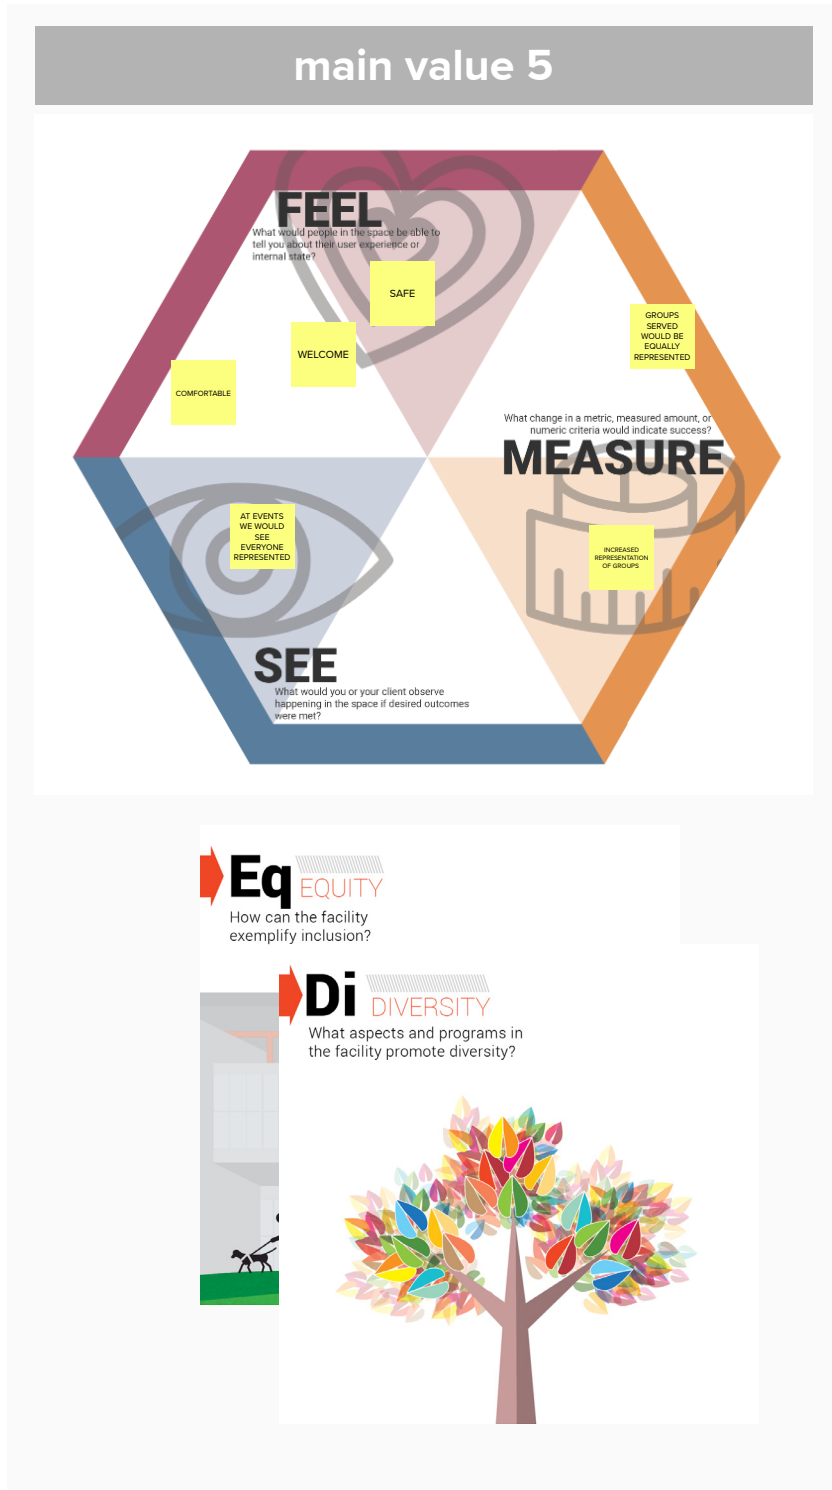 main value 5
FEEL
What would people in the space be able to
tell you about their user experience or
internal state?
SAFE
WELCOME
COMFORTABLE
GROUPS
SERVED
WOULD BE
EQUALLY
REPRESENTED
What change in a metric, measured amount, or
numeric criteria would indicate success?
MEASURE
AT EVENTS
WE WOULD
SEE
EVERYONE
REPRESENTED
INCREASED
REPRESENTATION
OF GROUPS
SEE
What would you or your client observe
happening in the space if desired outcomes
were met?
Eq EQUITY
How can the facility
exemplify inclusion?
Di DIVERSITY
What aspects and programs in
the facility promote diversity?